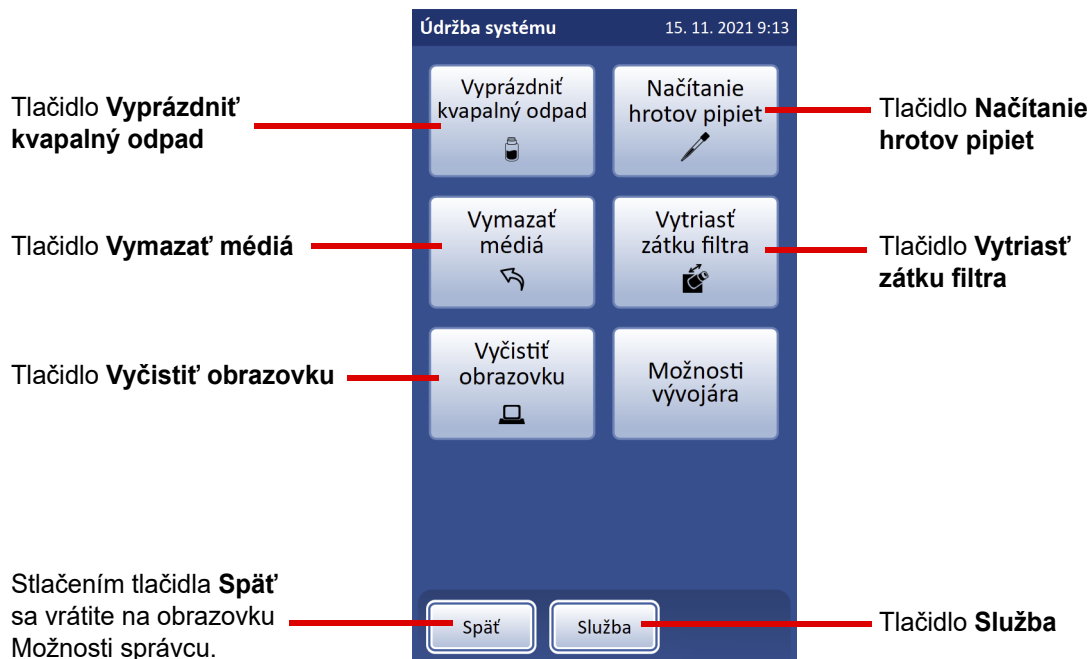 Údržba systému
15. 11. 2021 9:13
Tlačidlo Vyprázdniť
kvapalný odpad
Vyprázdniť
kvapalný odpad
Načítanie
hrotov pipiet
Tlačidlo Načítanie
hrotov pipiet
Tlačidlo Vymazať médiá
Vymazať
médiá
Vytriasť
zátku filtra
Tlačidlo Vytriasť
zátku filtra
Tlačidlo Vyčistiť obrazovku
Vyčistiť
obrazovku
Možnosti
vývojára
Stlačením tlačidla Späť
sa vrátite na obrazovku
Možnosti správcu.
Späť
Služba
Tlačidlo Služba